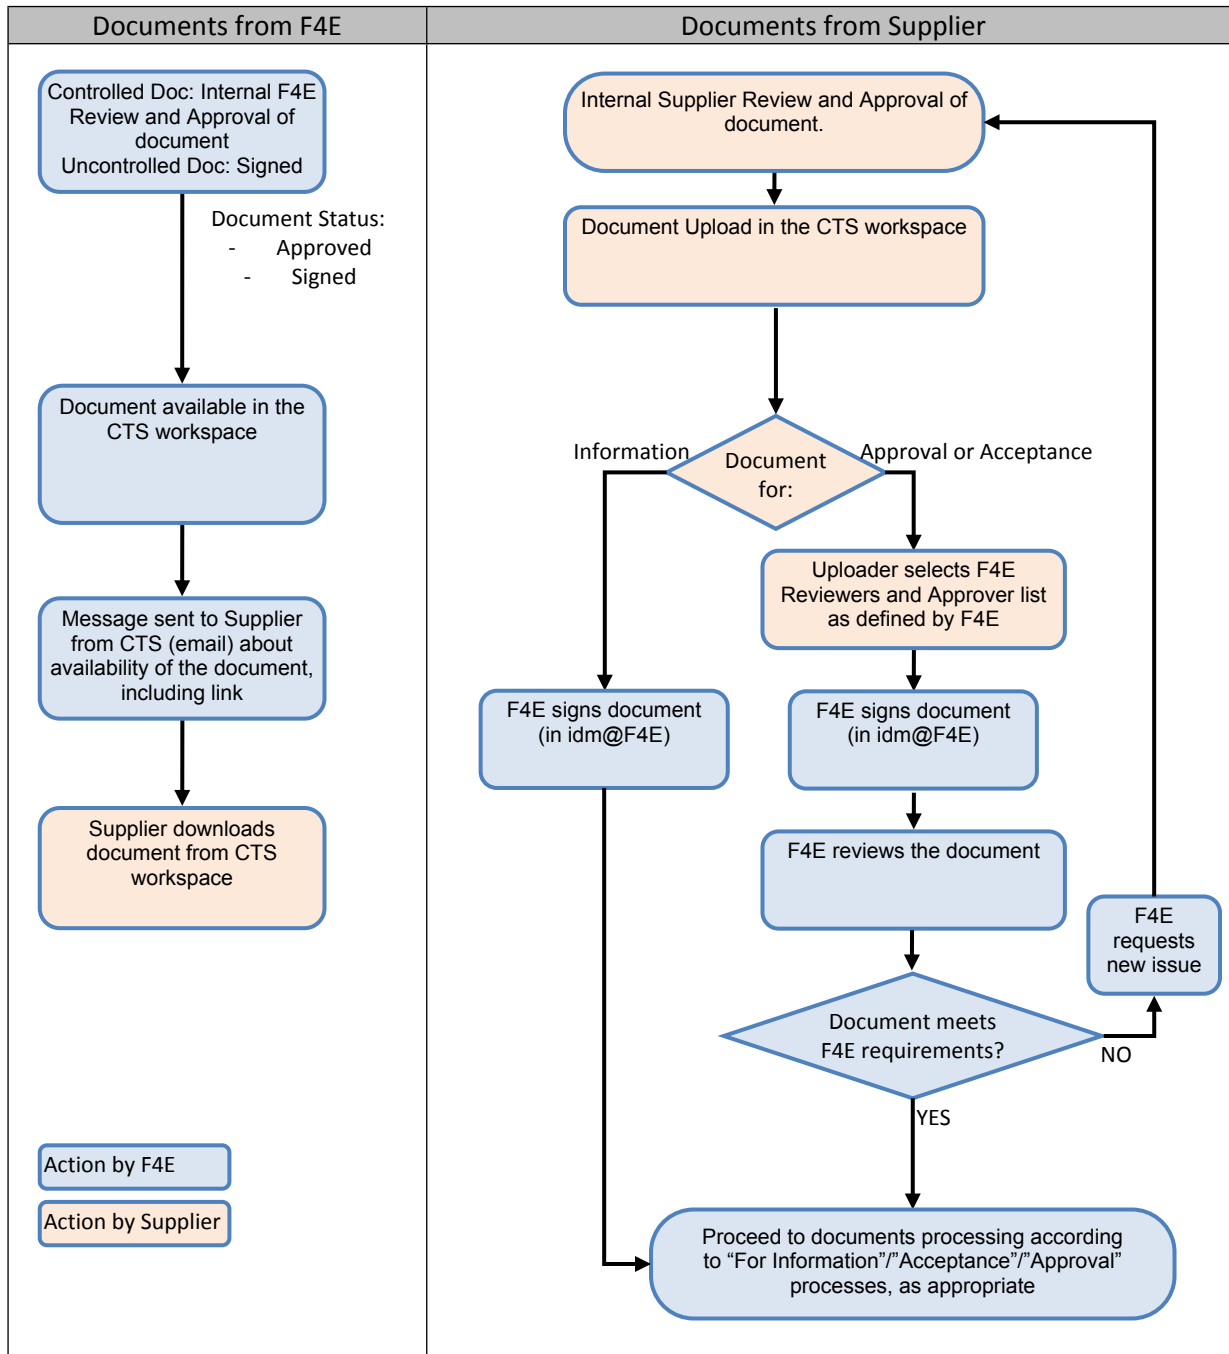 Documents from F4E
Documents from Supplier
Controlled Doc: Internal F4E
Review and Approval of
document
Uncontrolled Doc: Signed
Document Status:
- Approved
- Signed
Document available in the
CTS workspace
Message sent to Supplier
from CTS (email) about
availability of the document,
including link
Supplier downloads
document from CTS
workspace
Action by F4E
Action by Supplier
Internal Supplier Review and Approval of
document.
Document Upload in the CTS workspace
Information
Document
for:
Approval or Acceptance
Uploader selects F4E
Reviewers and Approver list
as defined by F4E
F4E signs document
(in idm@F4E)
F4E signs document
(in idm@F4E)
F4E reviews the document
F4E
requests
new issue
Document meets
F4E requirements?
NO
YES
Proceed to documents processing according
to “For Information”/”Acceptance”/”Approval”
processes, as appropriate